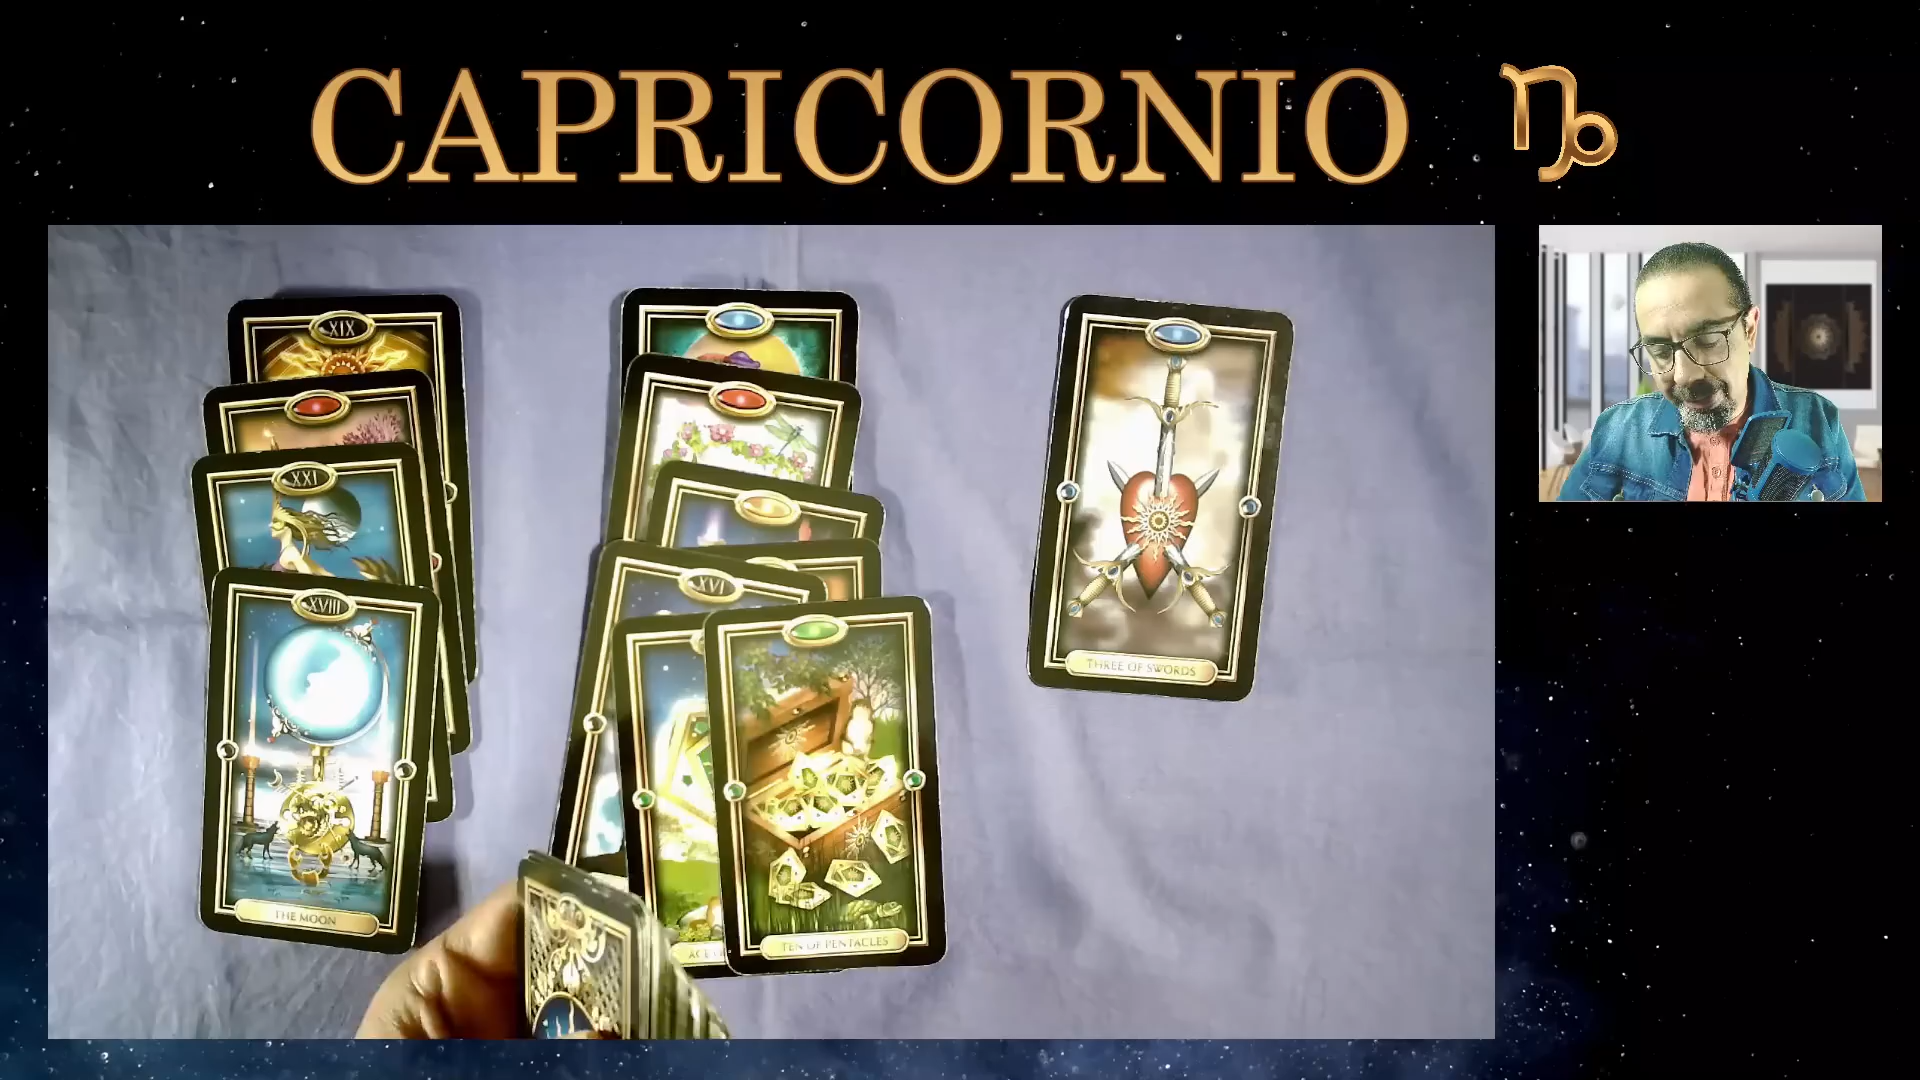 CAPRICORNIO
XIX
XXI
XVIII
THE MOON
XVI
TEN OF PENTACLES
THREE OF SWORDS